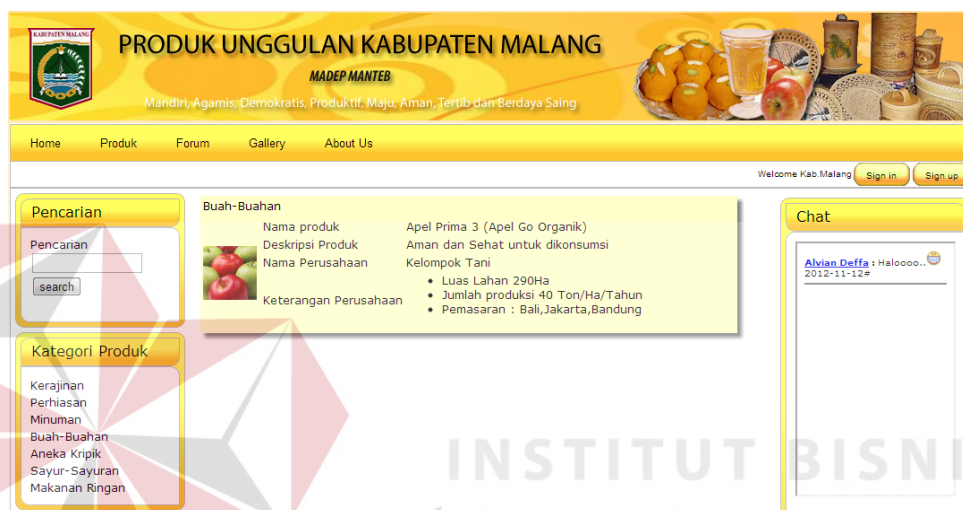 KABUPATEN MALANG
PRODUK UNGGULAN KABUPATEN MALANG
MADEP MANTEB
Mandiri, Agamis, Demokratis, Produktif, Maju, Aman, Tertib dan Berdaya Saing
Home Produk Forum Gallery About Us
Welcome Kab.Malang Sign in Sign up
Pencarian
Pencarian
search
Kategori Produk
Kerajinan
Perhiasan
Minuman
Buah-Buahan
Aneka Kripik
Sayur-Sayuran
Makanan Ringan
Buah-Buahan
Nama produk Apel Prima 3 (Apel Go Organik)
Deskripsi Produk Aman dan Sehat untuk dikonsumsi
Nama Perusahaan Kelompok Tani
Keterangan Perusahaan
• Luas Lahan 290Ha
• Jumlah produksi 40 Ton/Ha/Tahun
• Pemasaran : Bali,Jakarta,Bandung
Chat
Alvian Deffa : Haloooo..
2012-11-12#
INSTITUT BISNI